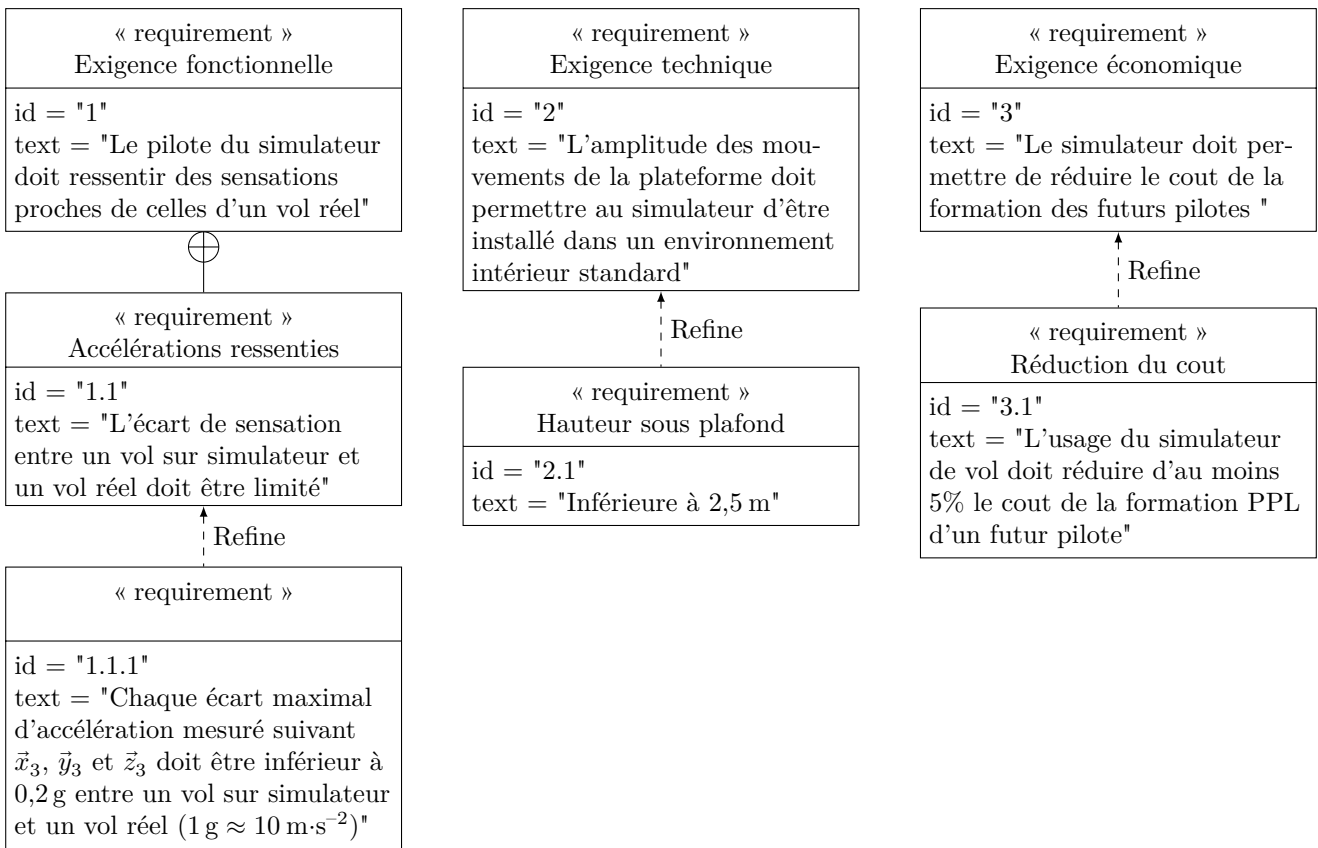 « requirement »
Exigence fonctionnelle
id = "1"
text = "Le pilote du simulateur
doit ressentir des sensations
proches de celles d'un vol réel"
« requirement »
Accélérations ressenties
id = "1.1"
text = "L'écart de sensation
entre un vol sur simulateur et
un vol réel doit être limité"
Refine
« requirement »
id = "1.1.1"
text = "Chaque écart maximal
d'accélération mesuré suivant
x⃗₃, y⃗₃ et z⃗₃ doit être inférieur à
0,2 g entre un vol sur simulateur
et un vol réel (1 g ≈ 10 m·s⁻²)"
« requirement »
Exigence technique
id = "2"
text = "L'amplitude des mou-
vements de la plateforme doit
permettre au simulateur d'être
installé dans un environnement
intérieur standard"
Refine
« requirement »
Hauteur sous plafond
id = "2.1"
text = "Inférieure à 2,5 m"
« requirement »
Exigence économique
id = "3"
text = "Le simulateur doit per-
mettre de réduire le cout de la
formation des futurs pilotes "
Refine
« requirement »
Réduction du cout
id = "3.1"
text = "L'usage du simulateur
de vol doit réduire d'au moins
5% le cout de la formation PPL
d'un futur pilote"